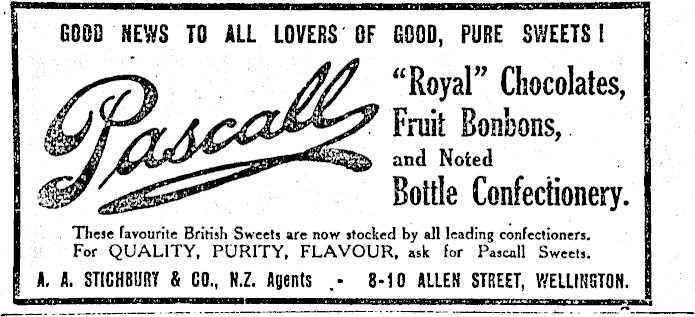 GOOD NEWS TO ALL LOVERS OF GOOD, PURE SWEETS!
Pascall
"Royal" Chocolates,
Fruit Bonbons,
and Noted
Bottle Confectionery.
These favourite British Sweets are now stocked by all leading confectioners.
For QUALITY, PURITY, FLAVOUR, ask for Pascall Sweets.
A. A. STICHBURY & CO., N.Z. Agents - 8-10 ALLEN STREET, WELLINGTON.